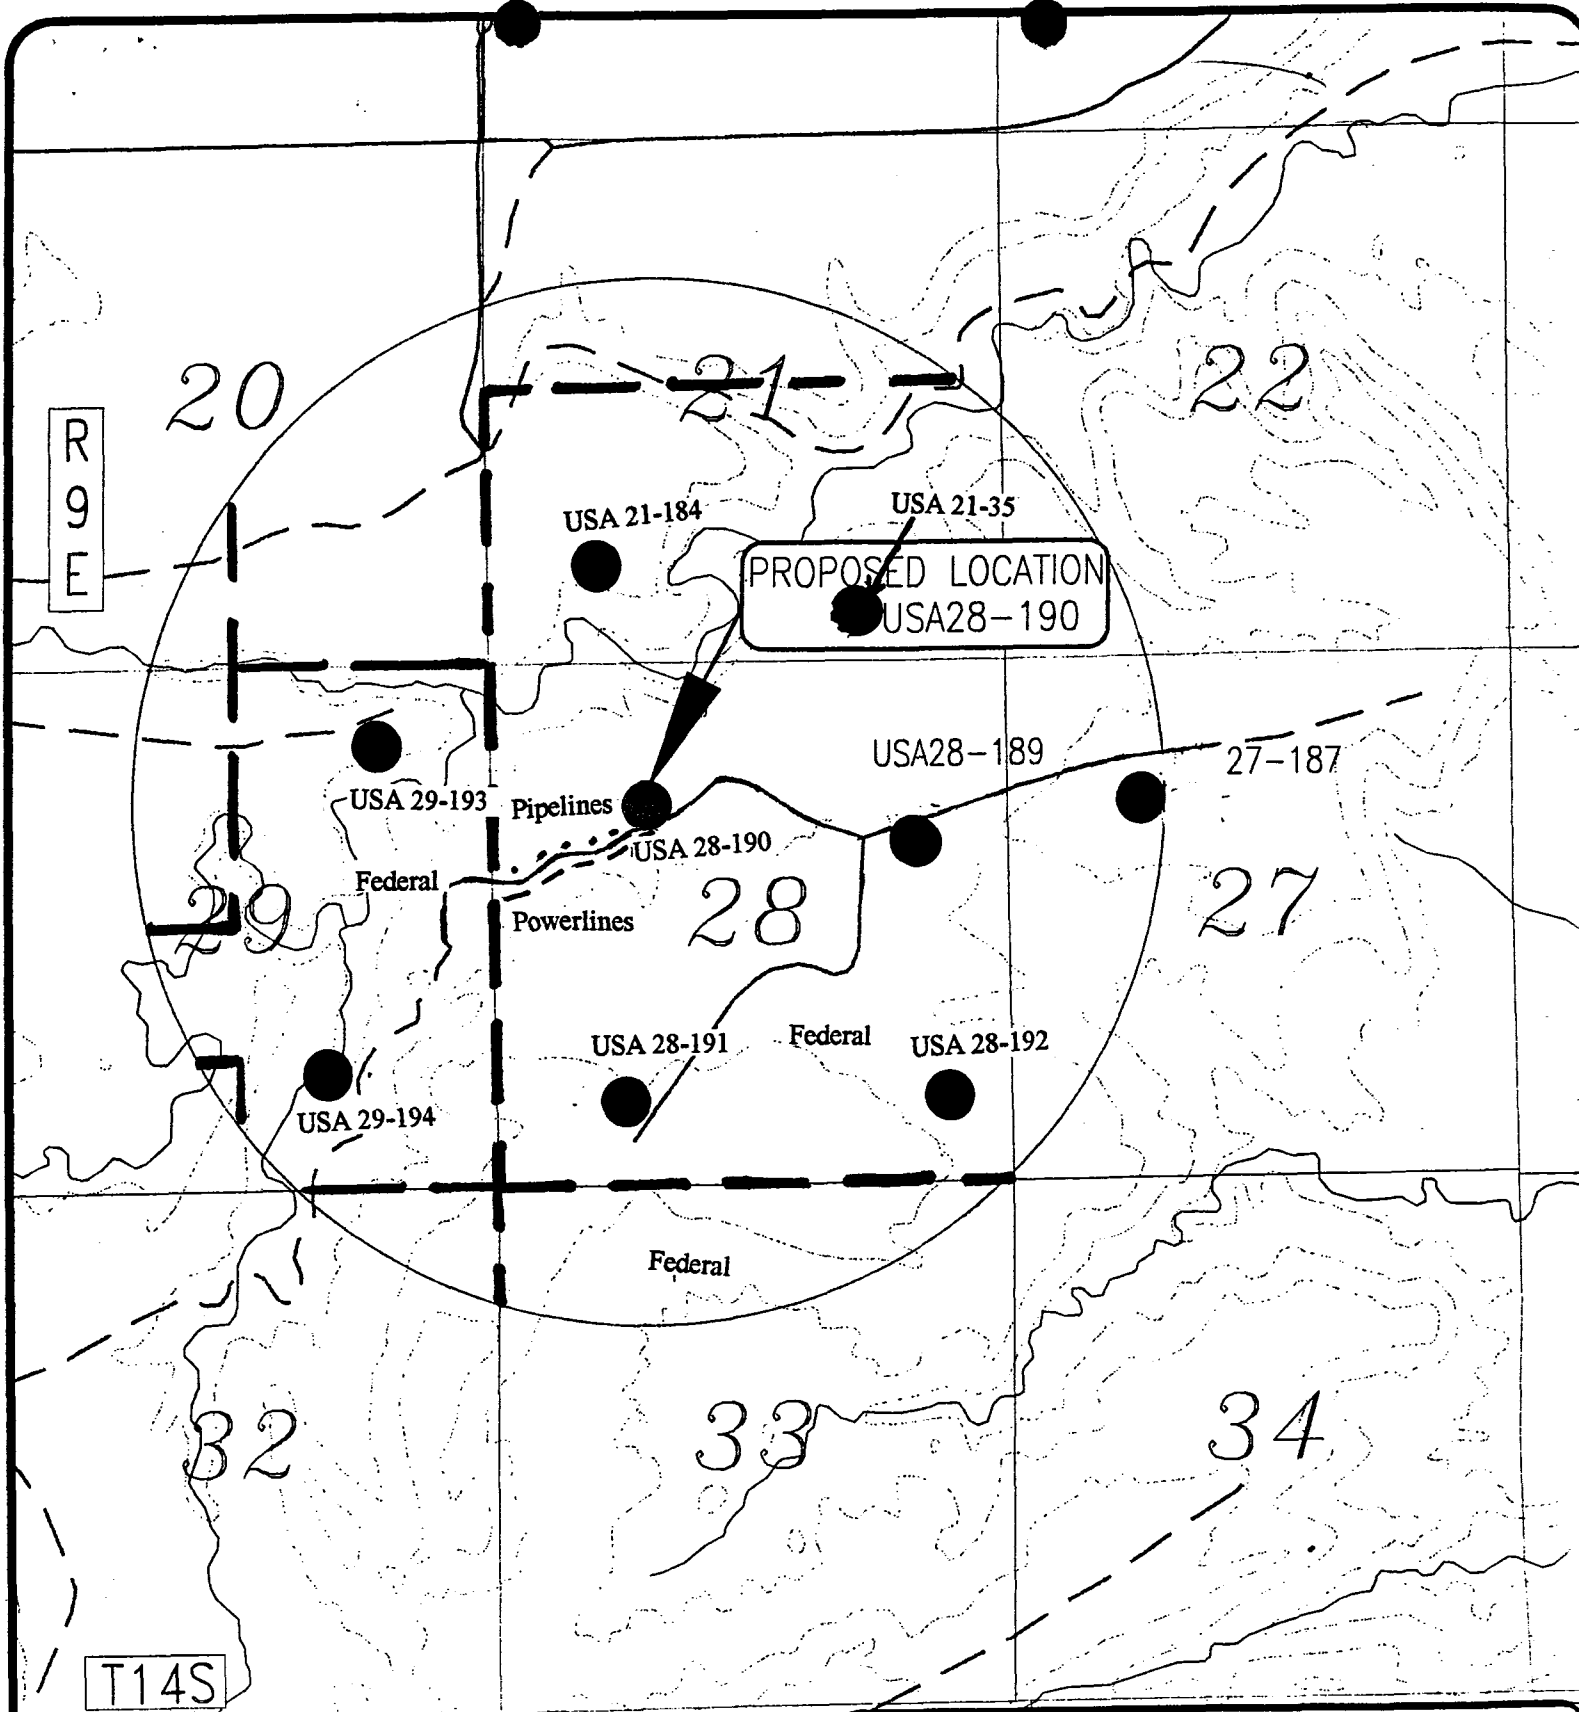 20
21
22
R
9
E
USA 21-184
USA 21-35
PROPOSED LOCATION
USA28-190
USA28-189
27-187
USA 29-193
Pipelines
USA 28-190
Federal
29
Powerlines
28
27
USA 28-191
Federal
USA 28-192
USA 29-194
Federal
32
33
34
T14S